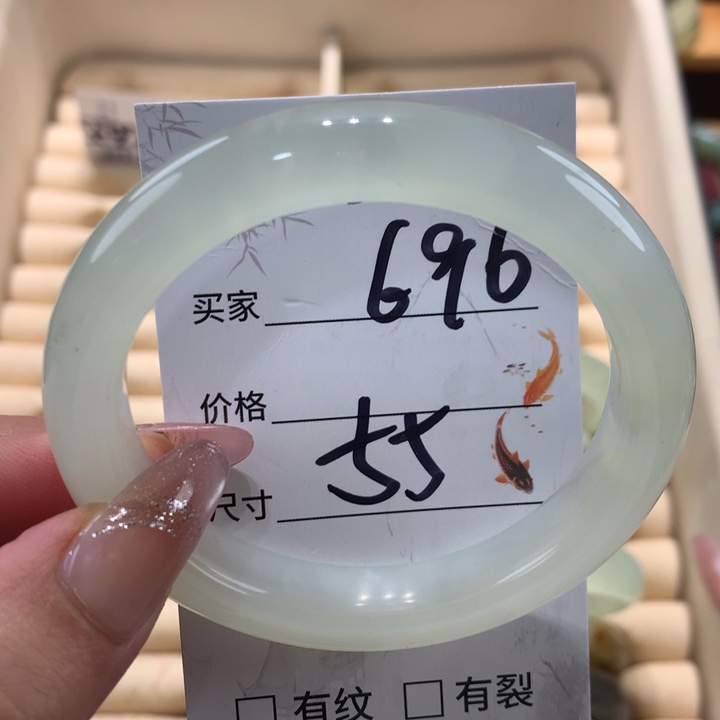 买家 696
价格
尺寸 55
□ 有纹 □ 有裂